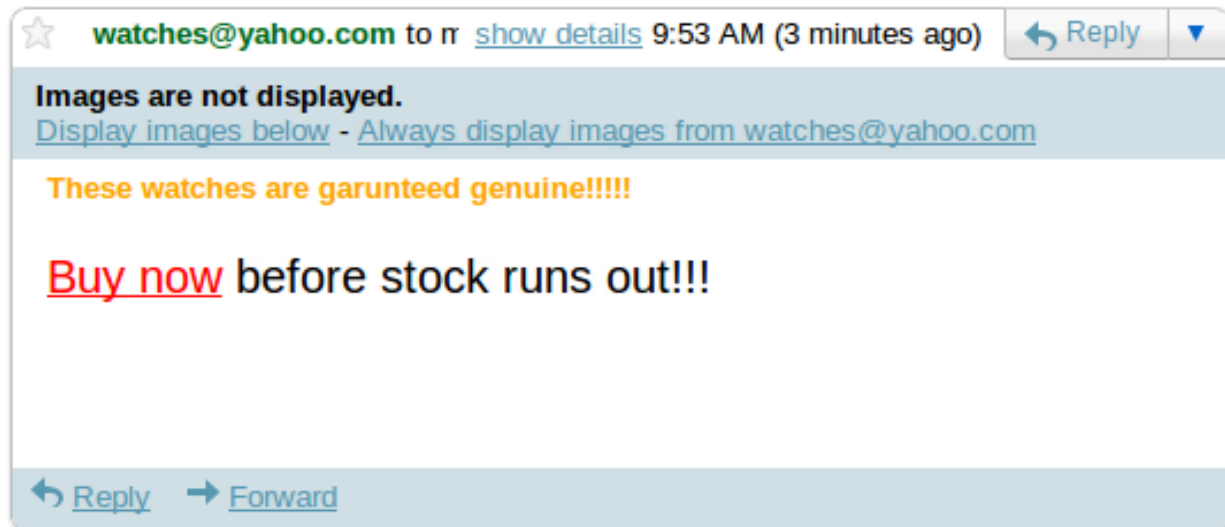 watches@yahoo.com to m show details 9:53 AM (3 minutes ago) Reply
Images are not displayed.
Display images below - Always display images from watches@yahoo.com
These watches are garunteed genuine!!!!!
Buy now before stock runs out!!!
Reply Forward